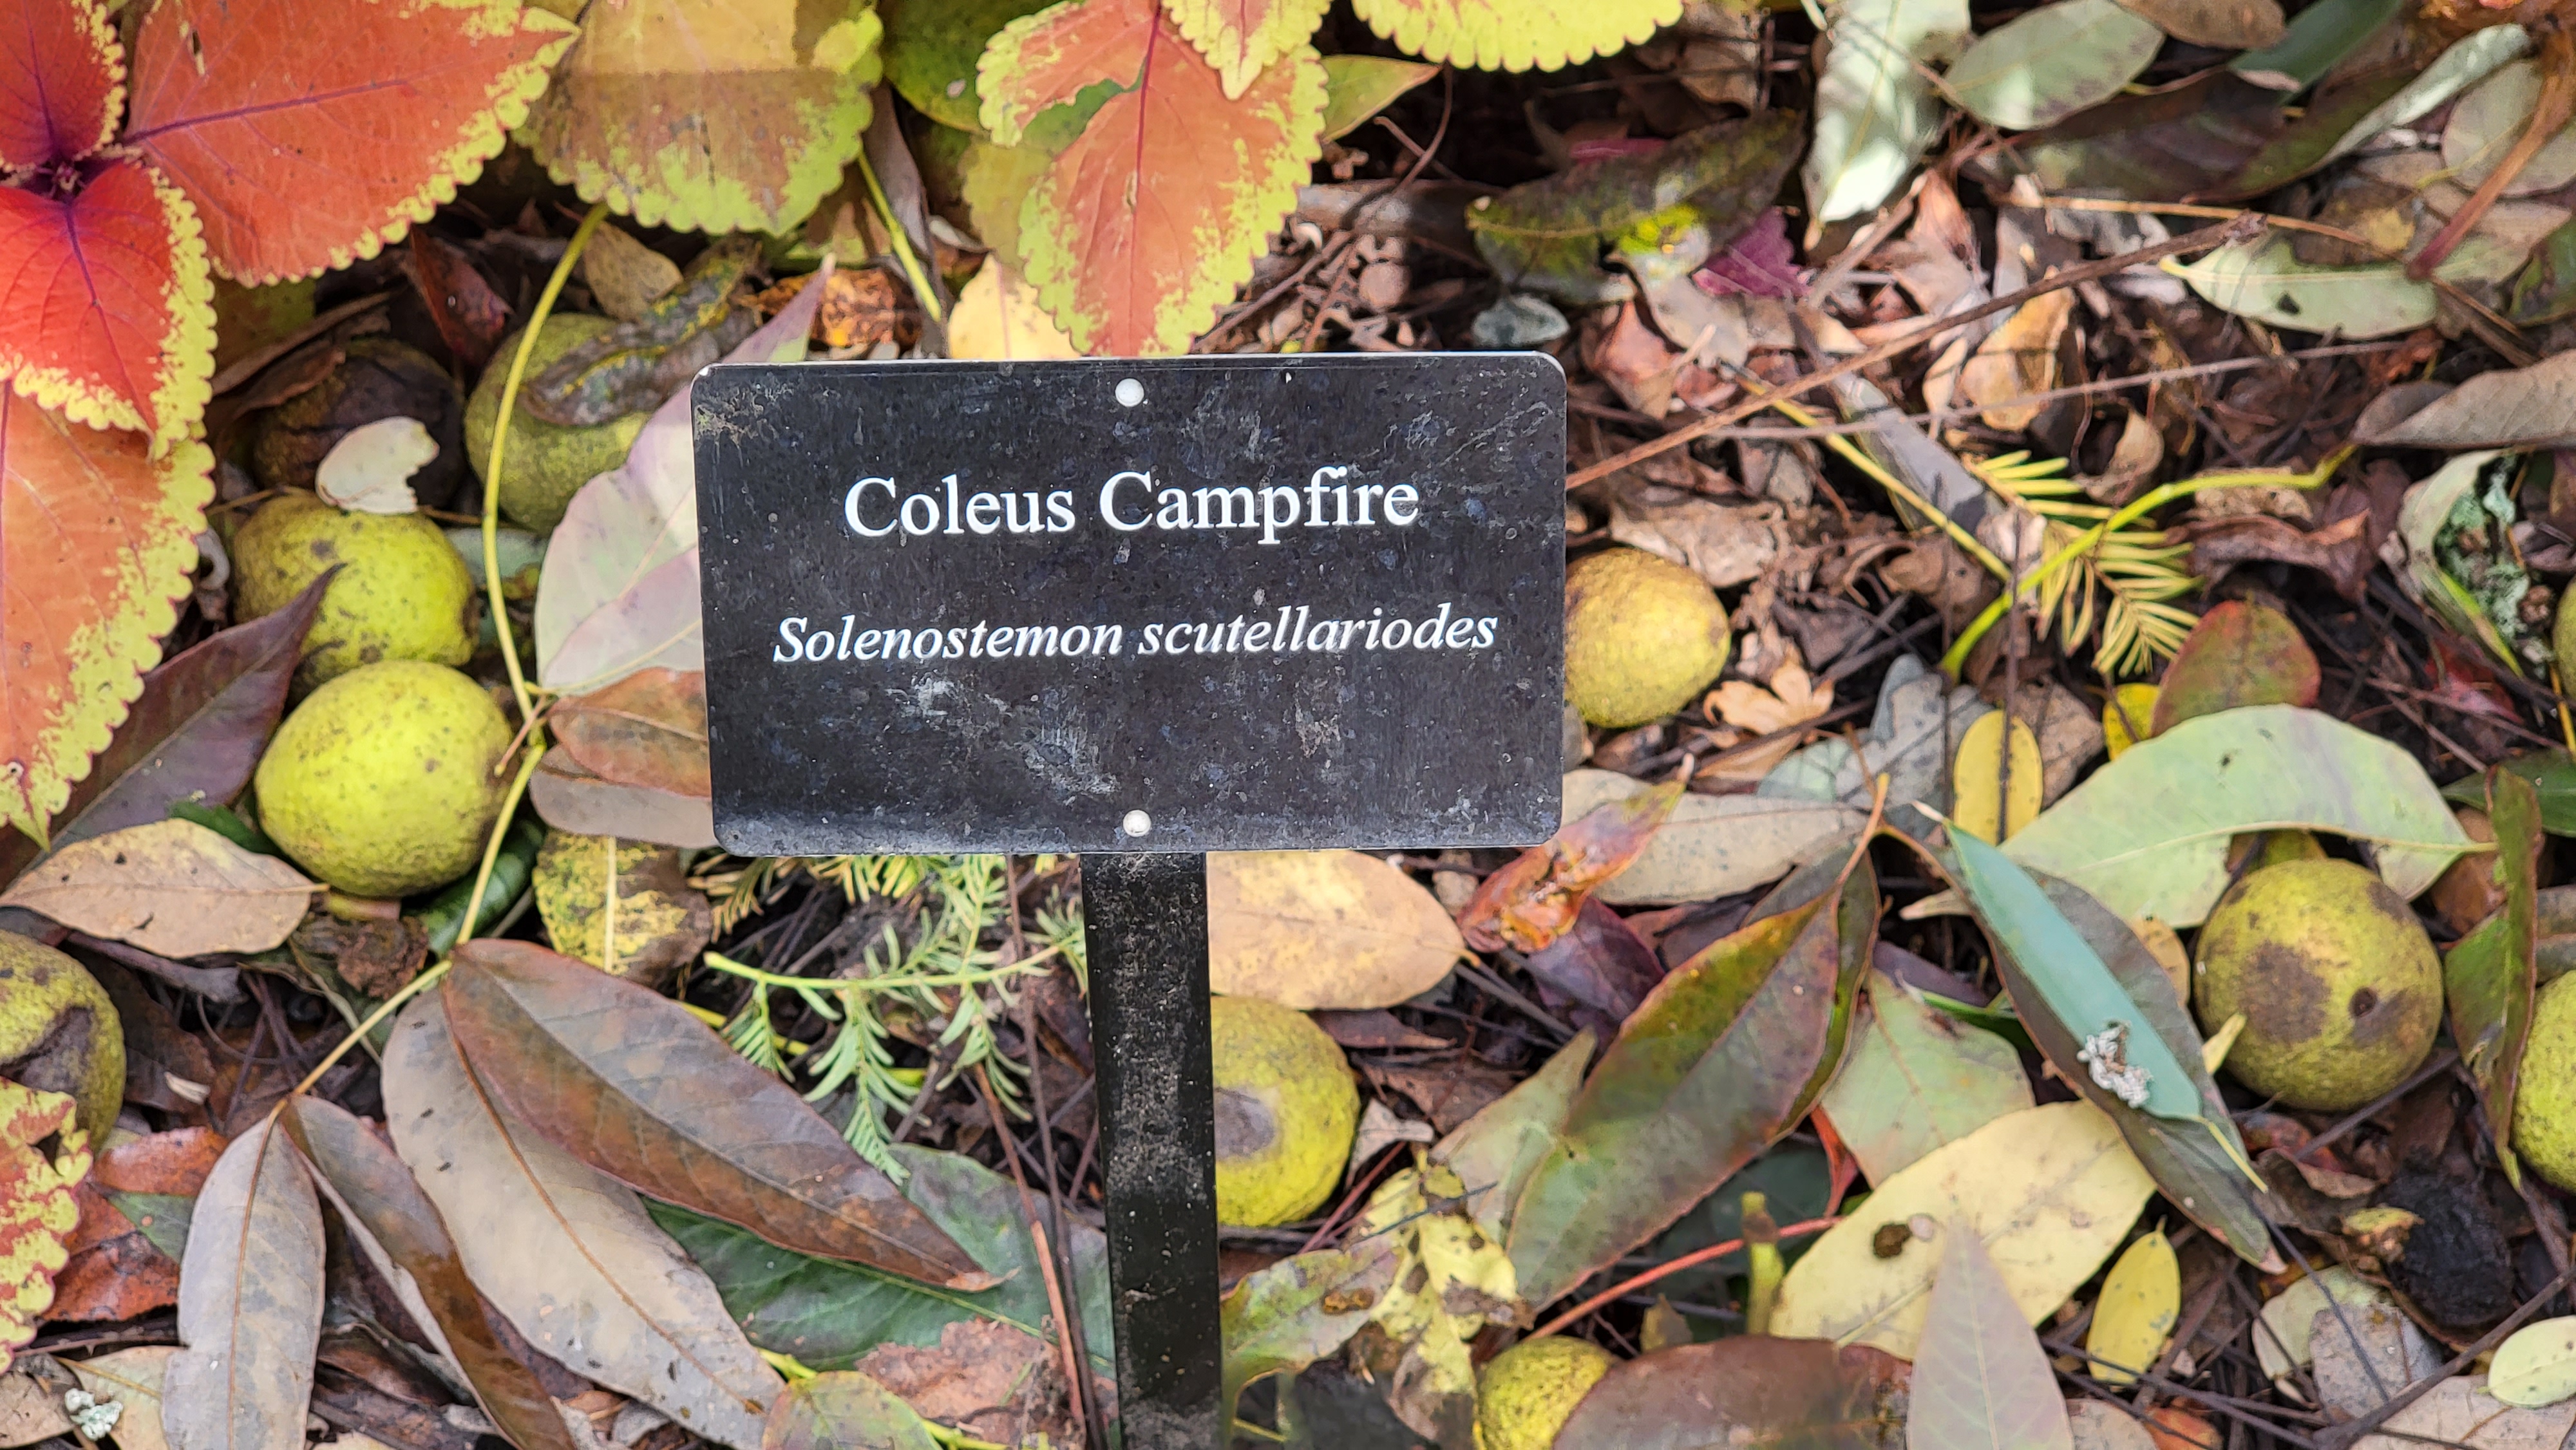 Coleus Campfire
Solenostemon scutellariodes